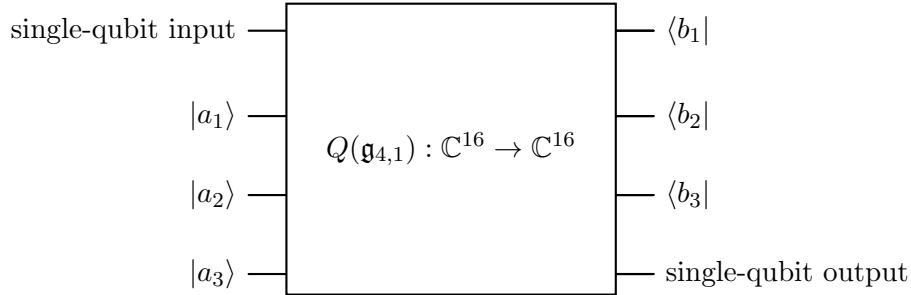 single-qubit input ⟨b₁|
|a₁⟩ ⟨b₂|
Q(𝔤₄,₁) : ℂ¹⁶ → ℂ¹⁶
|a₂⟩ ⟨b₃|
|a₃⟩ single-qubit output